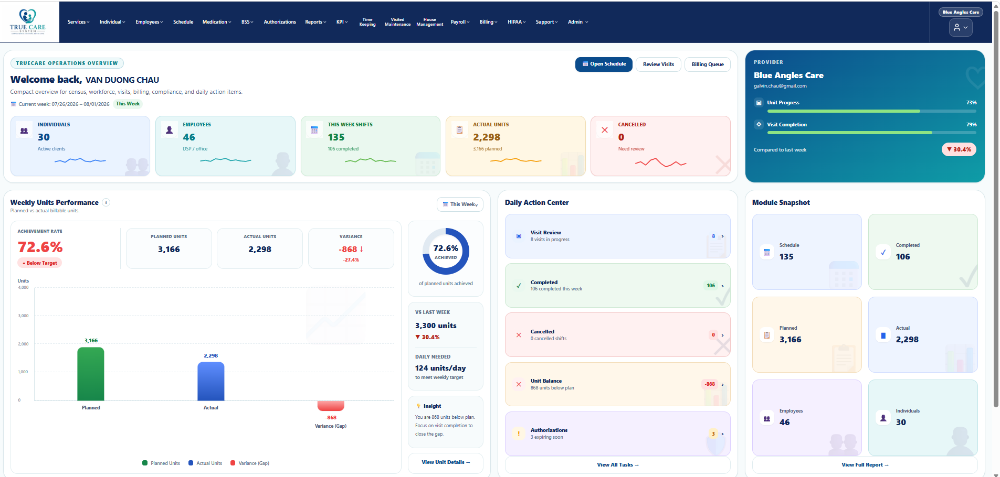 TRUE CARE
SYSTEM
Services
Individual
Employees
Schedule
Medication
BSS
Authorizations
Reports
KPI
Time
Keeping
Visited
Maintenance
House
Management
Payroll
Billing
HIPAA
Support
Admin
Blue Angles Care
TRUECARE OPERATIONS OVERVIEW
Open Schedule
Review Visits
Billing Queue
Welcome back, VAN DUONG CHAU
Compact overview for census, workforce, visits, billing, compliance, and daily action items.
Current week: 07/26/2026 – 08/01/2026 This Week
INDIVIDUALS
30
Active clients
EMPLOYEES
46
DSP / office
THIS WEEK SHIFTS
135
106 completed
ACTUAL UNITS
2,298
3,166 planned
CANCELLED
0
Need review
PROVIDER
Blue Angles Care
galvin.chau@gmail.com
Unit Progress 73%
Visit Completion 79%
Compared to last week ▼ 30.4%
Weekly Units Performance i
Planned vs actual billable units.
This Week
ACHIEVEMENT RATE
72.6%
• Below Target
PLANNED UNITS
3,166
ACTUAL UNITS
2,298
VARIANCE
-868 ↓
-27.4%
Units
4,000
3,000
2,000
1,000
0
3,166
Planned
2,298
Actual
-868
Variance (Gap)
Planned Units
Actual Units
Variance (Gap)
72.6%
ACHIEVED
of planned units achieved
VS LAST WEEK
3,300 units
▼ 30.4%
DAILY NEEDED
124 units/day
to meet weekly target
Insight
You are 868 units below plan.
Focus on visit completion to
close the gap.
View Unit Details →
Daily Action Center
Visit Review
8 visits in progress
8 ›
Completed
106 completed this week
106 ›
Cancelled
0 cancelled shifts
0 ›
Unit Balance
868 units below plan
-868 ›
Authorizations
3 expiring soon
3 ›
View All Tasks →
Module Snapshot
Schedule
135
Completed
106
Planned
3,166
Actual
2,298
Employees
46
Individuals
30
View Full Report →